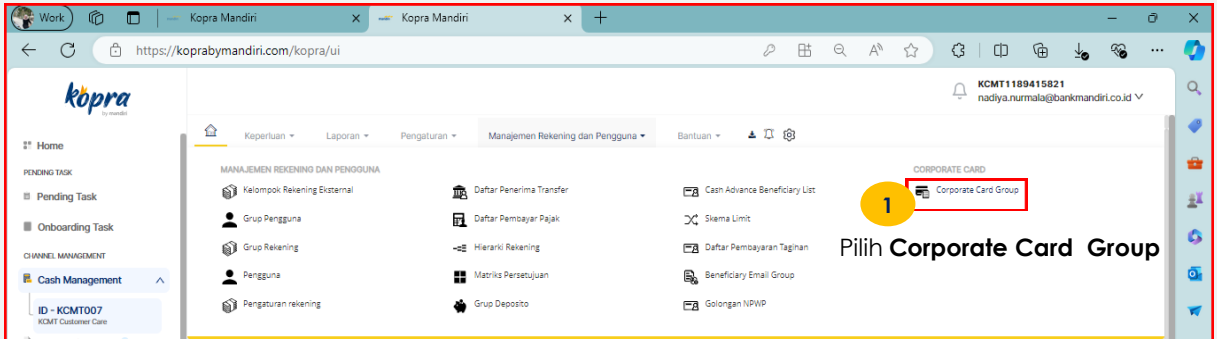 Work
Kopra Mandiri
Kopra Mandiri
https://koprabymandiri.com/kopra/ui
kopra
by mandiri
KCMT1189415821
nadiya.nurmala@bankmandiri.co.id
Keperluan
Laporan
Pengaturan
Manajemen Rekening dan Pengguna
Bantuan
Home
PENDING TASK
Pending Task
Onboarding Task
CHANNEL MANAGEMENT
Cash Management
ID - KCMT007
KCMT Customer Care
MANAJEMEN REKENING DAN PENGGUNA
Kelompok Rekening Eksternal
Grup Pengguna
Grup Rekening
Pengguna
Pengaturan rekening
Daftar Penerima Transfer
Daftar Pembayar Pajak
Hierarki Rekening
Matriks Persetujuan
Grup Deposito
Cash Advance Beneficiary List
Skema Limit
Daftar Pembayaran Taginan
Beneficiary Email Group
Golongan NPWP
CORPORATE CARD
Corporate Card Group
1
Pilih Corporate Card Group